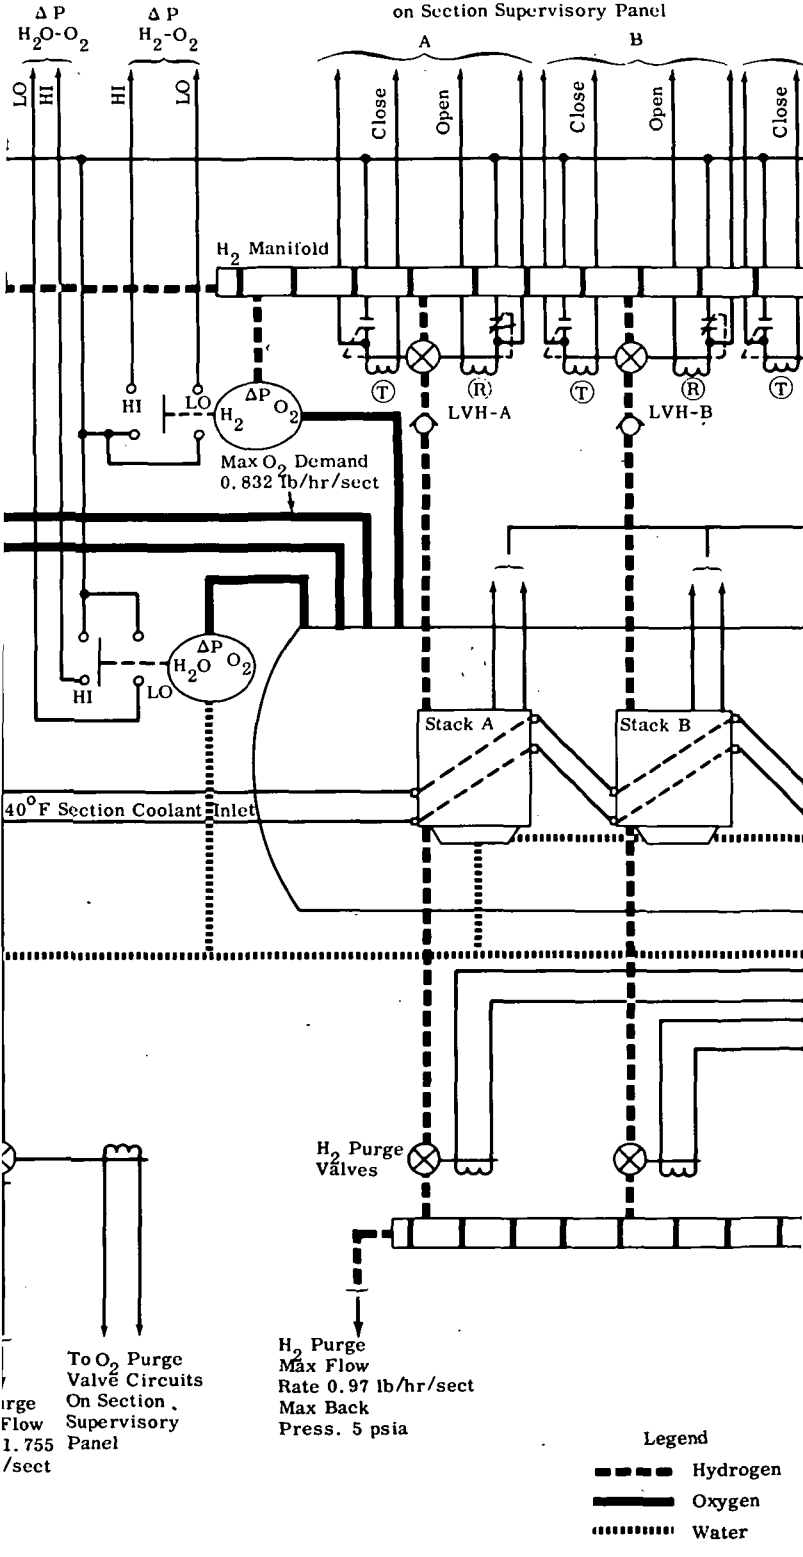 on Section Supervisory Panel
ΔP
H2O-O2
ΔP
H2-O2
A
B
LO
HI
HI
LO
Close
Open
Close
Open
Close
H2 Manifold
T
R
T
R
T
LVH-A
LVH-B
HI
LO
ΔP
H2
O2
Max O2 Demand
0.832 lb/hr/sect
ΔP
H2O
O2
HI
LO
Stack A
Stack B
40°F Section Coolant Inlet
H2 Purge
Valves
To O2 Purge
Valve Circuits
On Section
Supervisory
Panel
urge
Flow
1.755
/sect
H2 Purge
Max Flow
Rate 0.97 lb/hr/sect
Max Back
Press. 5 psia
Legend
Hydrogen
Oxygen
Water